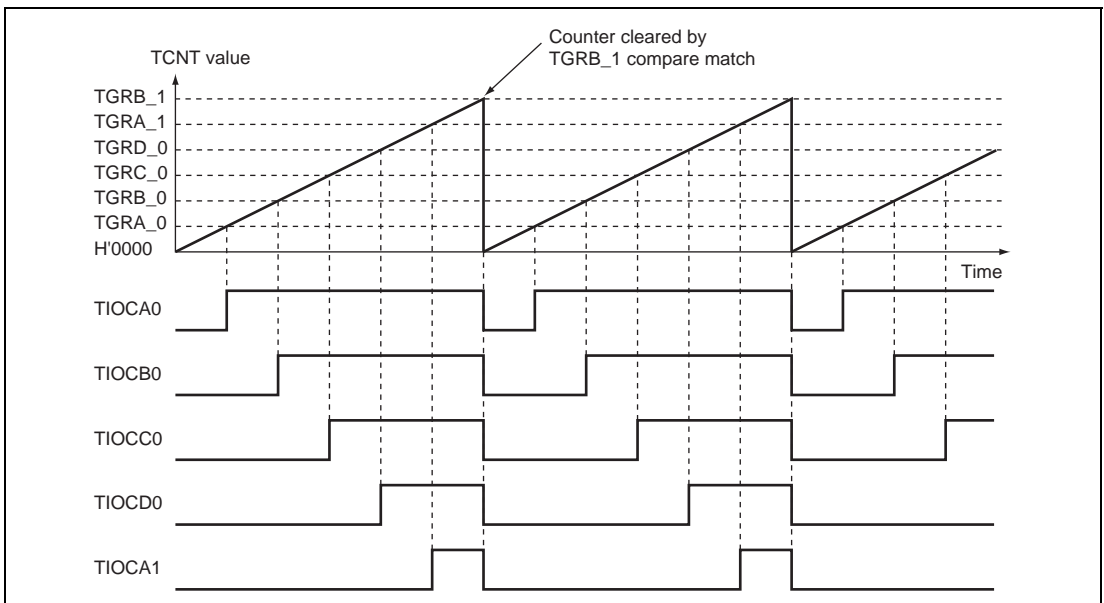 Counter cleared by
TGRB_1 compare match
TCNT value
TGRB_1
TGRA_1
TGRD_0
TGRC_0
TGRB_0
TGRA_0
H'0000
Time
TIOCA0
TIOCB0
TIOCC0
TIOCD0
TIOCA1